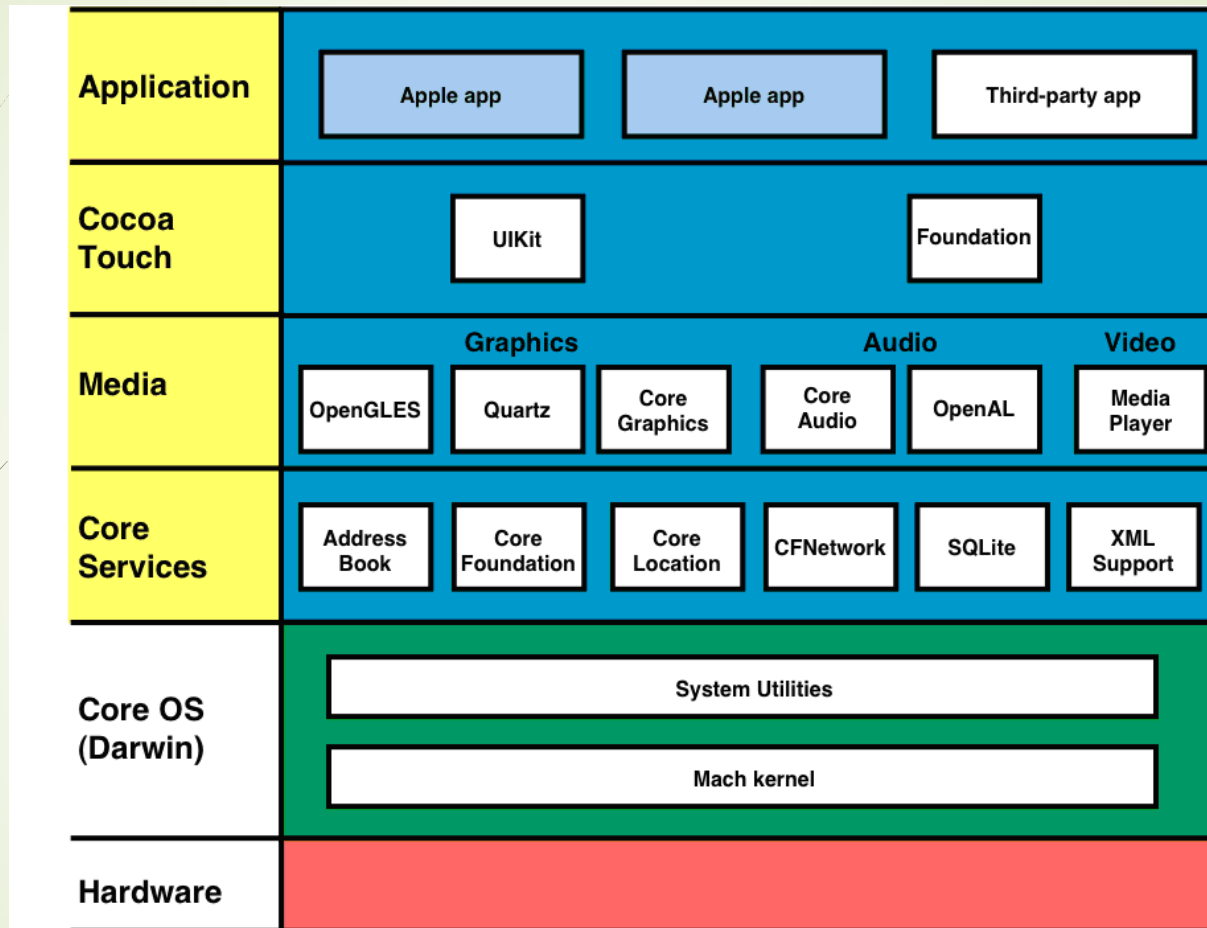 Application
Apple app
Apple app
Third-party app
Cocoa
Touch
UIKit
Foundation
Media
Graphics
Audio
Video
OpenGLES
Quartz
Core
Graphics
Core
Audio
OpenAL
Media
Player
Core
Services
Address
Book
Core
Foundation
Core
Location
CFNetwork
SQLite
XML
Support
Core OS
(Darwin)
System Utilities
Mach kernel
Hardware